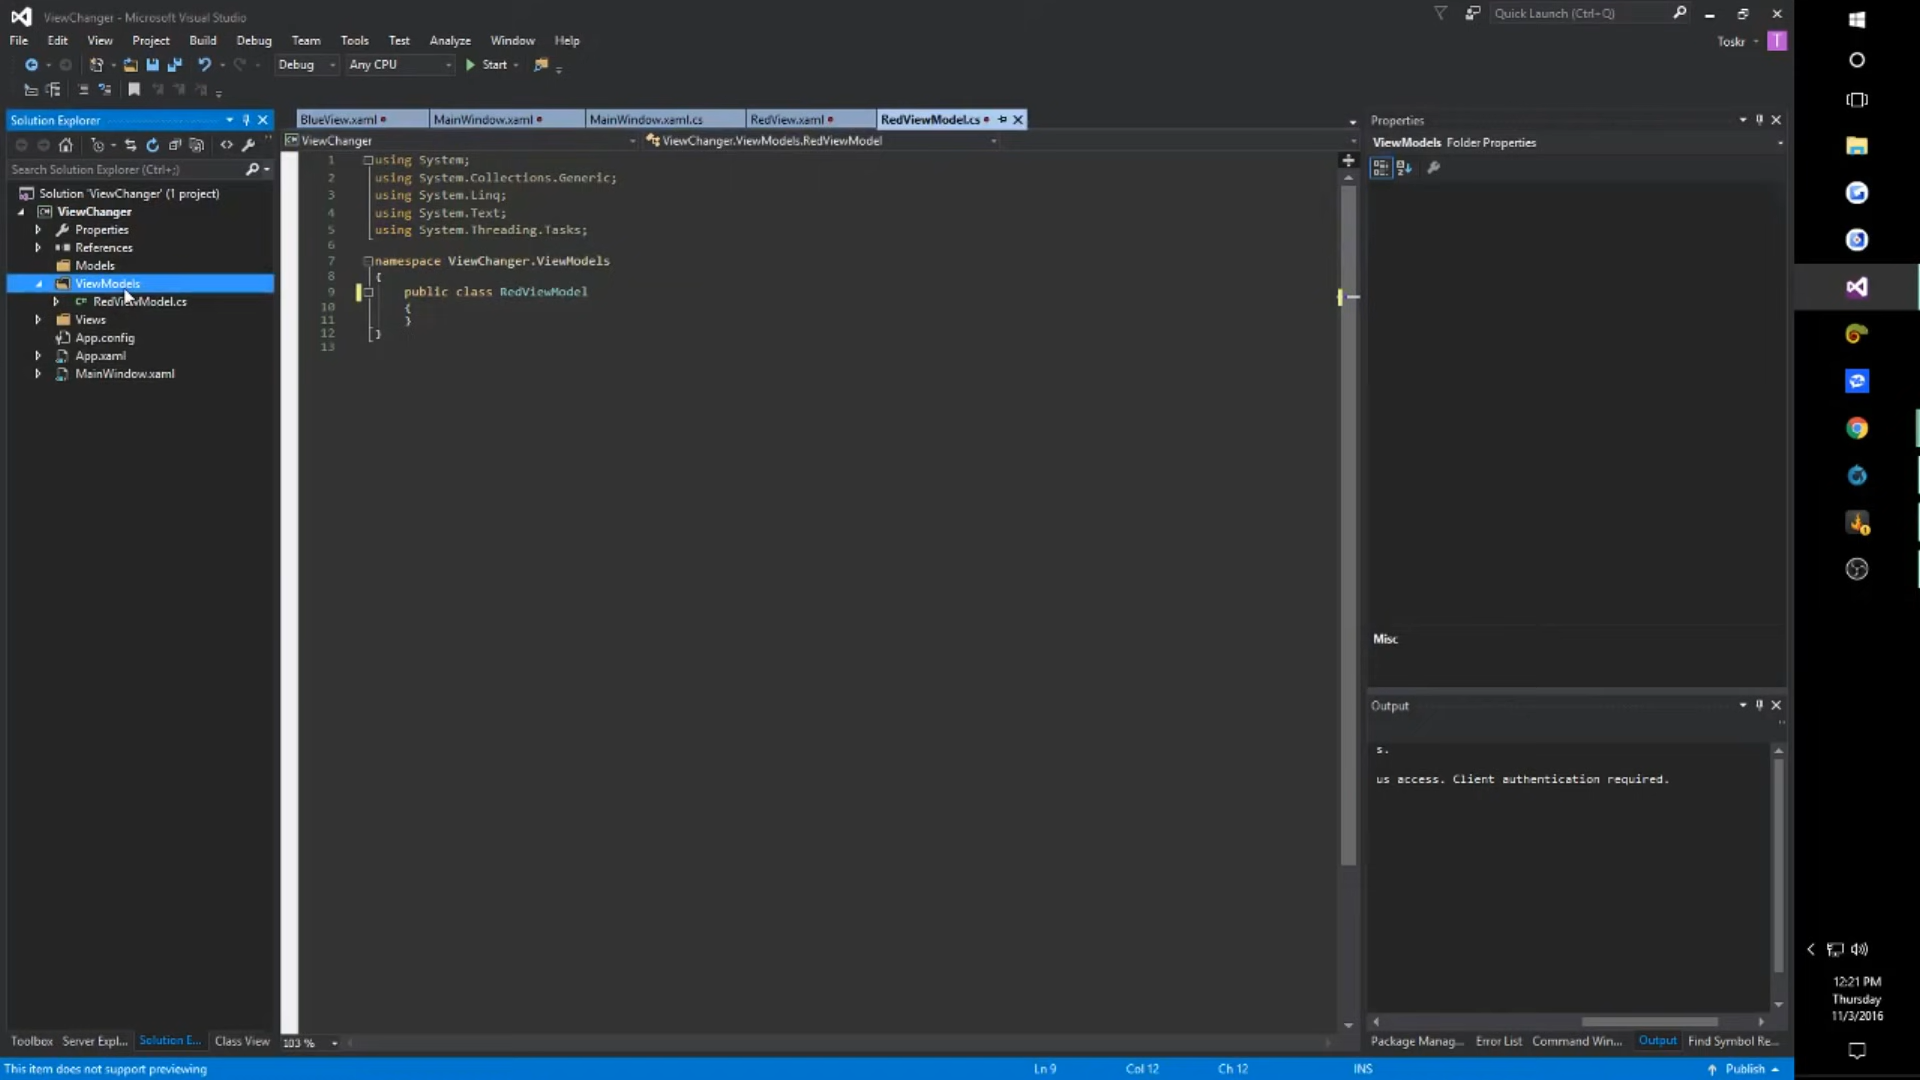 ViewChanger - Microsoft Visual Studio
Quick Launch (Ctrl+Q)
File Edit View Project Build Debug Team Tools Test Analyze Window Help
Toskr T
Debug Any CPU Start
Solution Explorer
BlueView.xaml MainWindow.xaml MainWindow.xaml.cs RedView.xaml RedViewModel.cs
Properties
ViewChanger ViewChanger.ViewModels.RedViewModel
ViewModels Folder Properties
Search Solution Explorer (Ctrl+;)
Solution 'ViewChanger' (1 project)
ViewChanger
Properties
References
Models
ViewModels
RedViewModel.cs
Views
App.config
App.xaml
MainWindow.xaml
1 using System;
2 using System.Collections.Generic;
3 using System.Linq;
4 using System.Text;
5 using System.Threading.Tasks;
6
7 namespace ViewChanger.ViewModels
8 {
9 public class RedViewModel
10 {
11 }
12 }
13
Misc
Output
s.
us access. Client authentication required.
12:21 PM
Thursday
11/3/2016
Toolbox Server Expl... Solution E... Class View
103 %
Package Manag... Error List Command Win... Output Find Symbol Re...
This item does not support previewing Ln 9 Col 12 Ch 12 INS Publish